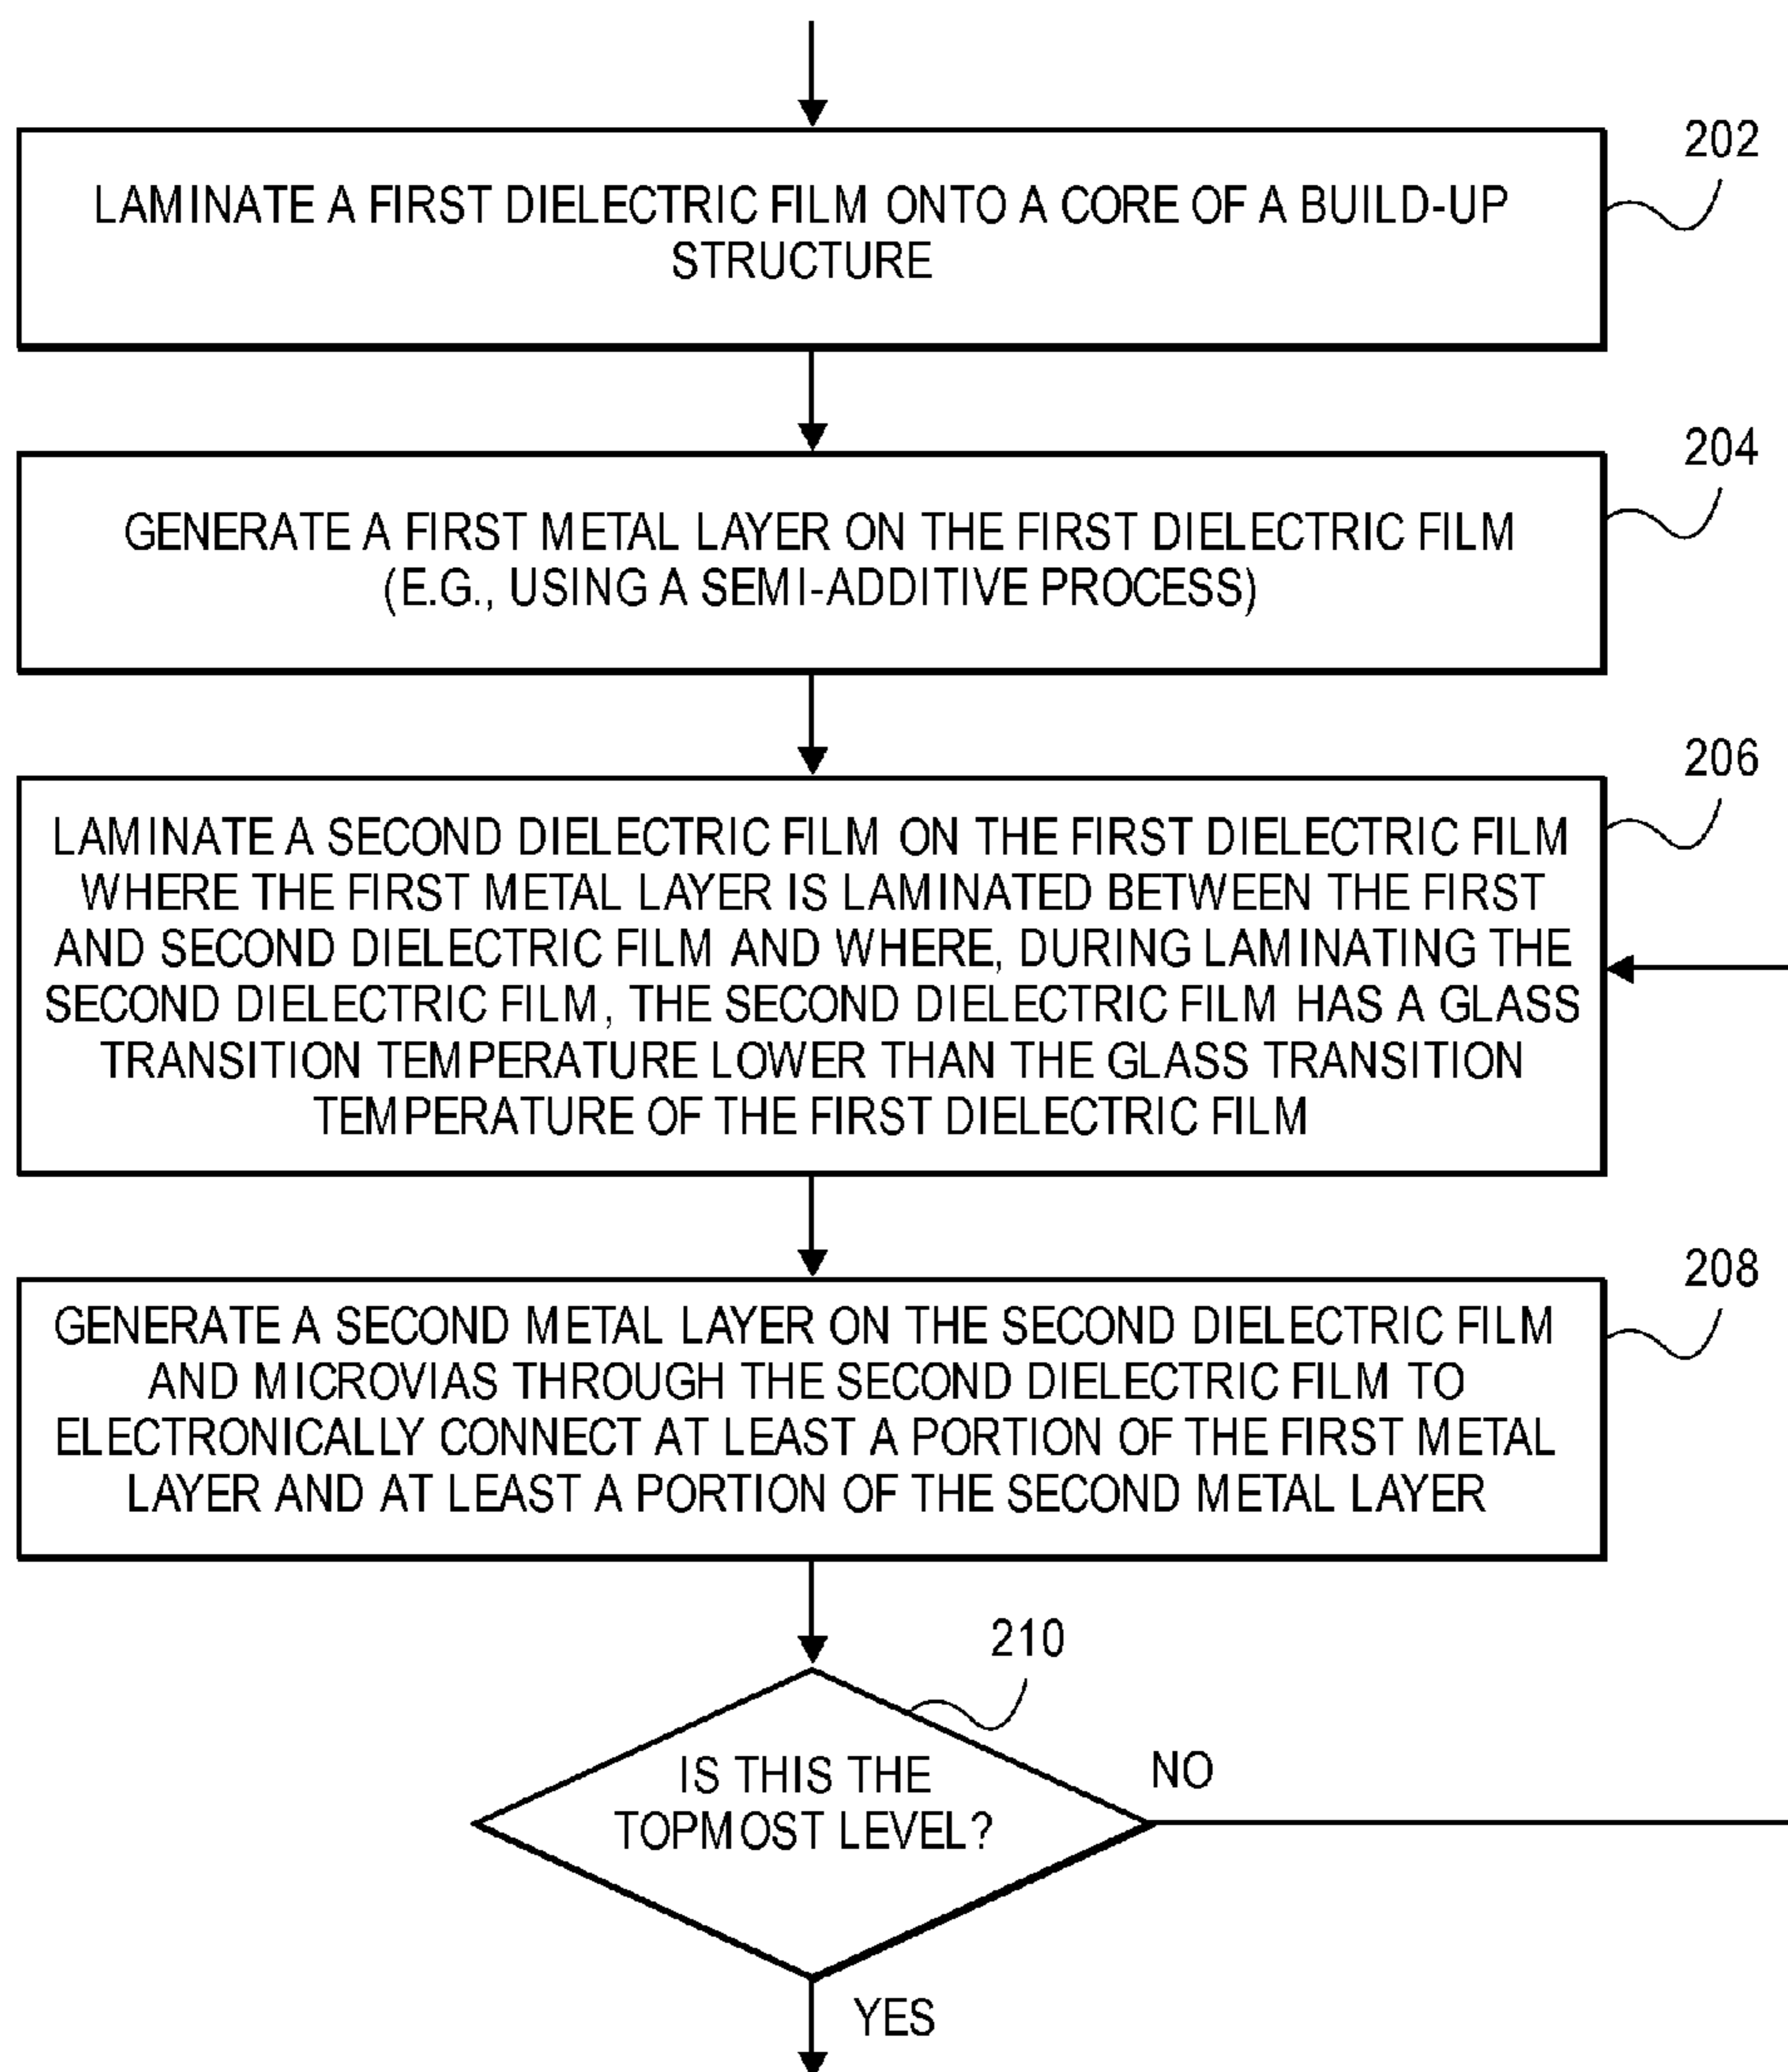 202
LAMINATE A FIRST DIELECTRIC FILM ONTO A CORE OF A BUILD-UP
STRUCTURE
204
GENERATE A FIRST METAL LAYER ON THE FIRST DIELECTRIC FILM
(E.G., USING A SEMI-ADDITIVE PROCESS)
206
LAMINATE A SECOND DIELECTRIC FILM ON THE FIRST DIELECTRIC FILM
WHERE THE FIRST METAL LAYER IS LAMINATED BETWEEN THE FIRST
AND SECOND DIELECTRIC FILM AND WHERE, DURING LAMINATING THE
SECOND DIELECTRIC FILM, THE SECOND DIELECTRIC FILM HAS A GLASS
TRANSITION TEMPERATURE LOWER THAN THE GLASS TRANSITION
TEMPERATURE OF THE FIRST DIELECTRIC FILM
208
GENERATE A SECOND METAL LAYER ON THE SECOND DIELECTRIC FILM
AND MICROVIAS THROUGH THE SECOND DIELECTRIC FILM TO
ELECTRONICALLY CONNECT AT LEAST A PORTION OF THE FIRST METAL
LAYER AND AT LEAST A PORTION OF THE SECOND METAL LAYER
210
IS THIS THE
TOPMOST LEVEL?
NO
YES